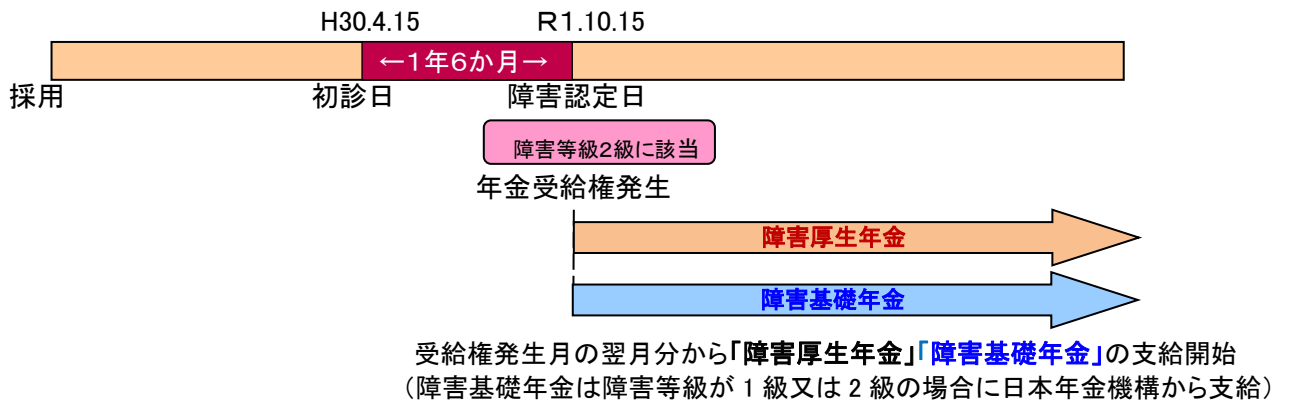 H30.4.15
R1.10.15
←1年6か月→
採用
初診日
障害認定日
障害等級2級に該当
年金受給権発生
障害厚生年金
障害基礎年金
受給権発生月の翌月分から「障害厚生年金」「障害基礎年金」の支給開始
（障害基礎年金は障害等級が 1 級又は 2 級の場合に日本年金機構から支給）